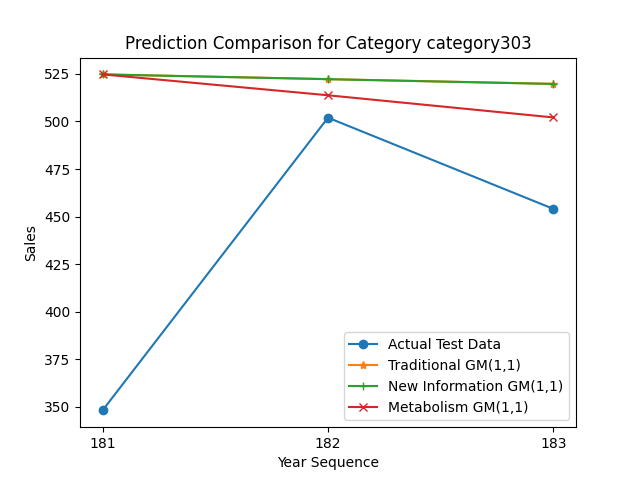 Prediction Comparison for Category category303
525
500
475
450
425
400
375
350
Sales
181
182
183
Year Sequence
Actual Test Data
Traditional GM(1,1)
New Information GM(1,1)
Metabolism GM(1,1)